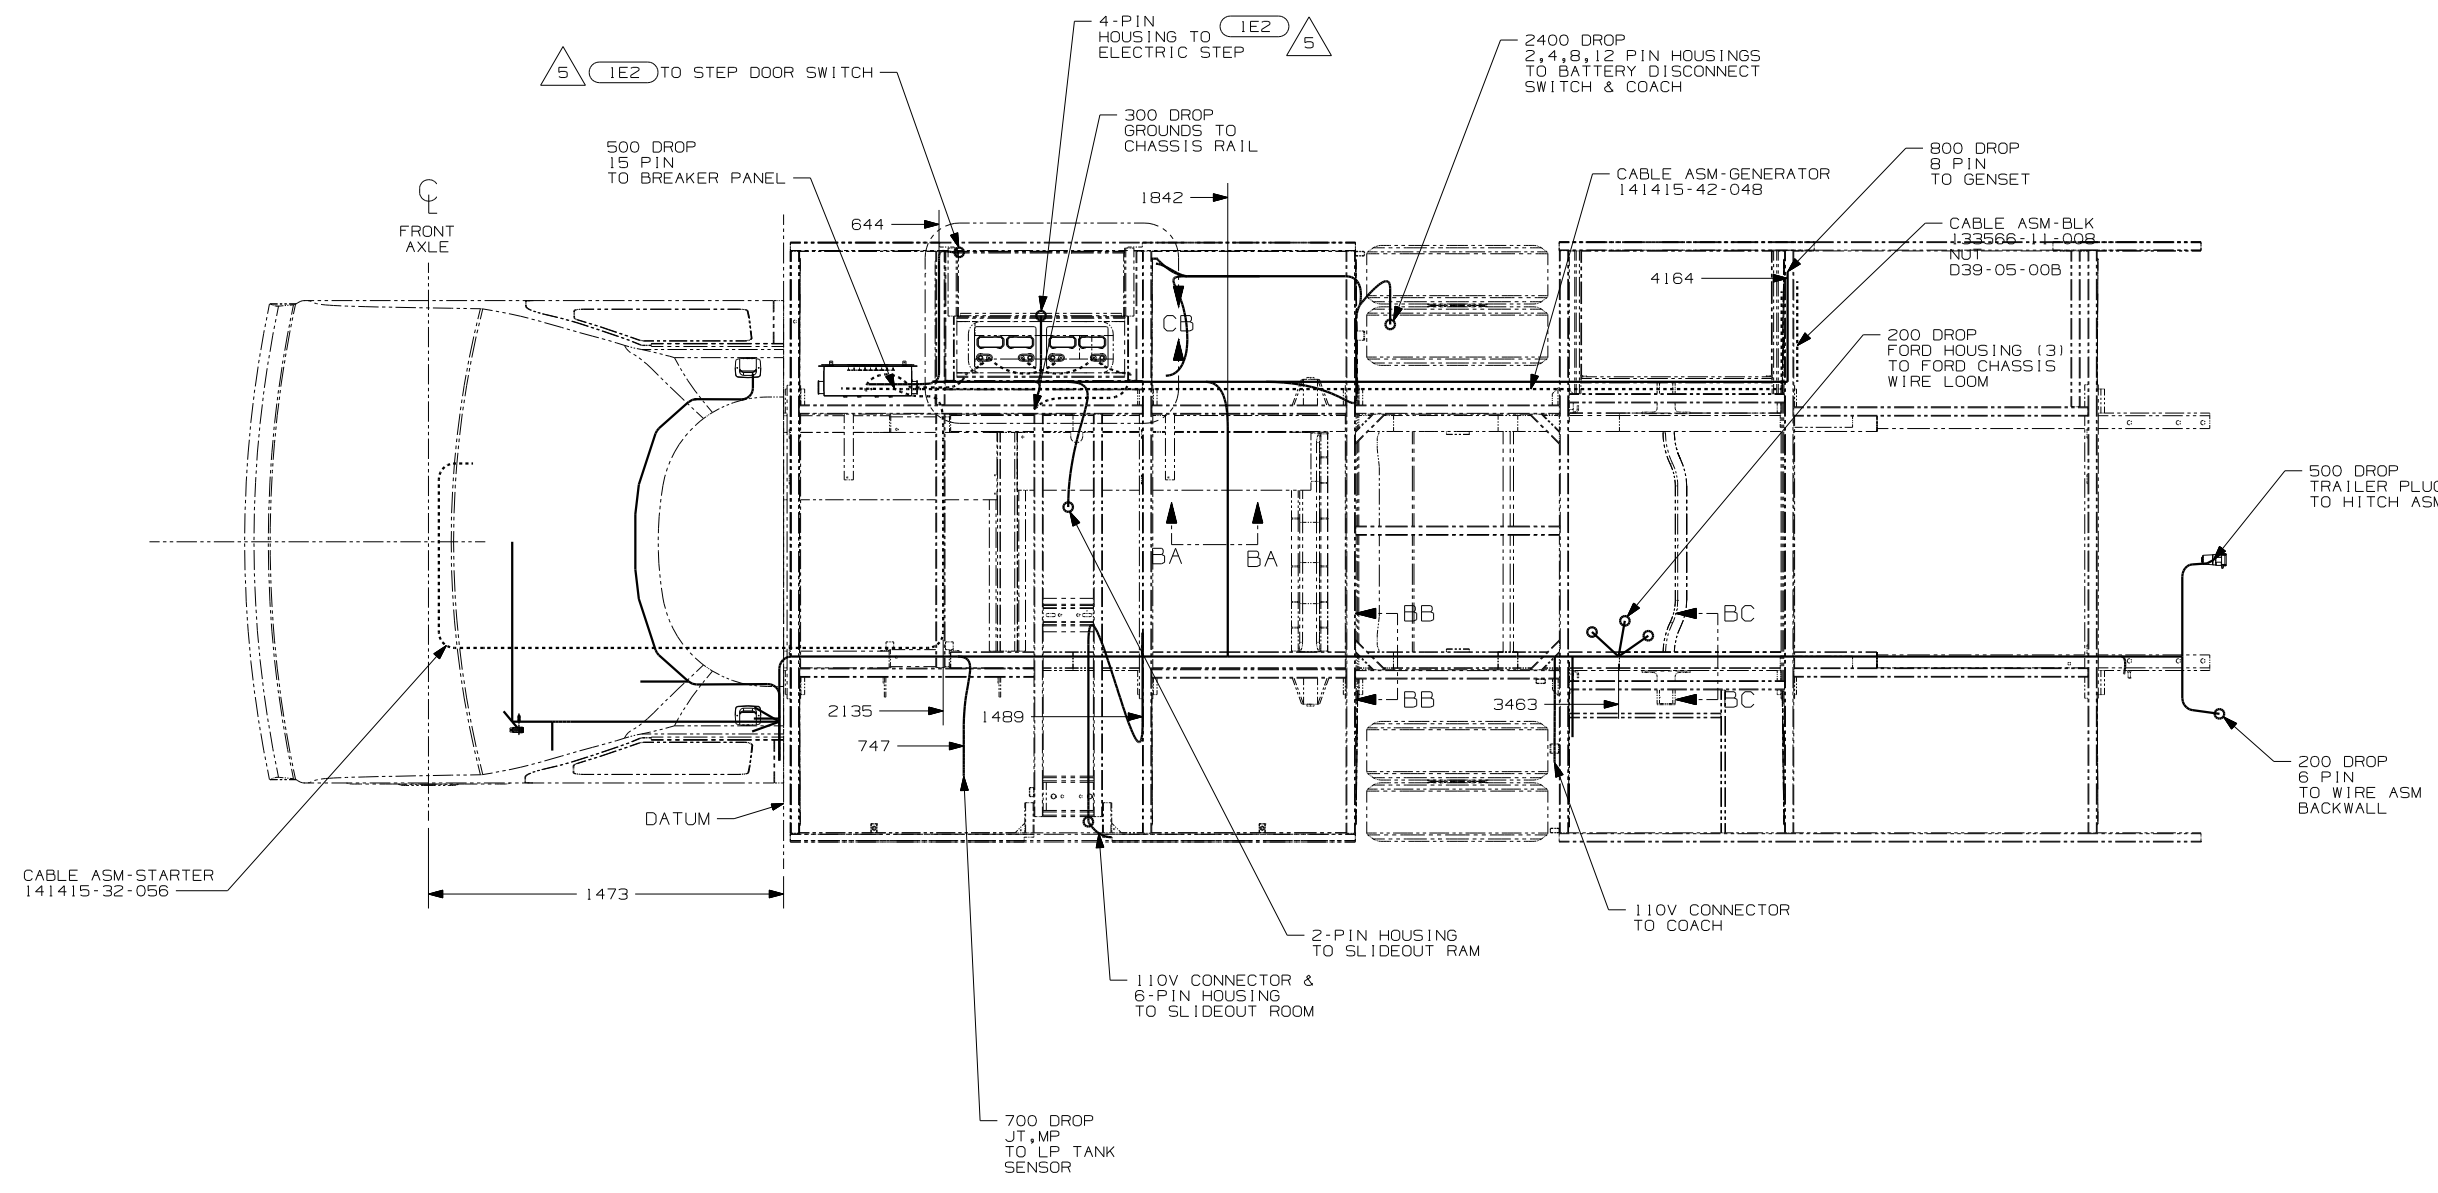 4-PIN
HOUSING TO
ELECTRIC STEP
1E2
5
5
1E2
TO STEP DOOR SWITCH
2400 DROP
2,4,8,12 PIN HOUSINGS
TO BATTERY DISCONNECT
SWITCH & COACH
300 DROP
GROUNDS TO
CHASSIS RAIL
500 DROP
15 PIN
TO BREAKER PANEL
800 DROP
8 PIN
TO GENSET
CABLE ASM-GENERATOR
141415-42-048
1842
644
CL
FRONT
AXLE
CABLE ASM-BLK
133566-11-008
NUT
D39-05-00B
4164
CB
200 DROP
FORD HOUSING (3)
TO FORD CHASSIS
WIRE LOOM
500 DROP
TRAILER PLUG
TO HITCH ASM
BA
BA
BB
BC
BB
BC
2135
1489
3463
747
200 DROP
6 PIN
TO WIRE ASM
BACKWALL
DATUM
CABLE ASM-STARTER
141415-32-056
1473
110V CONNECTOR
TO COACH
2-PIN HOUSING
TO SLIDEOUT RAM
110V CONNECTOR &
6-PIN HOUSING
TO SLIDEOUT ROOM
700 DROP
JT,MP
TO LP TANK
SENSOR